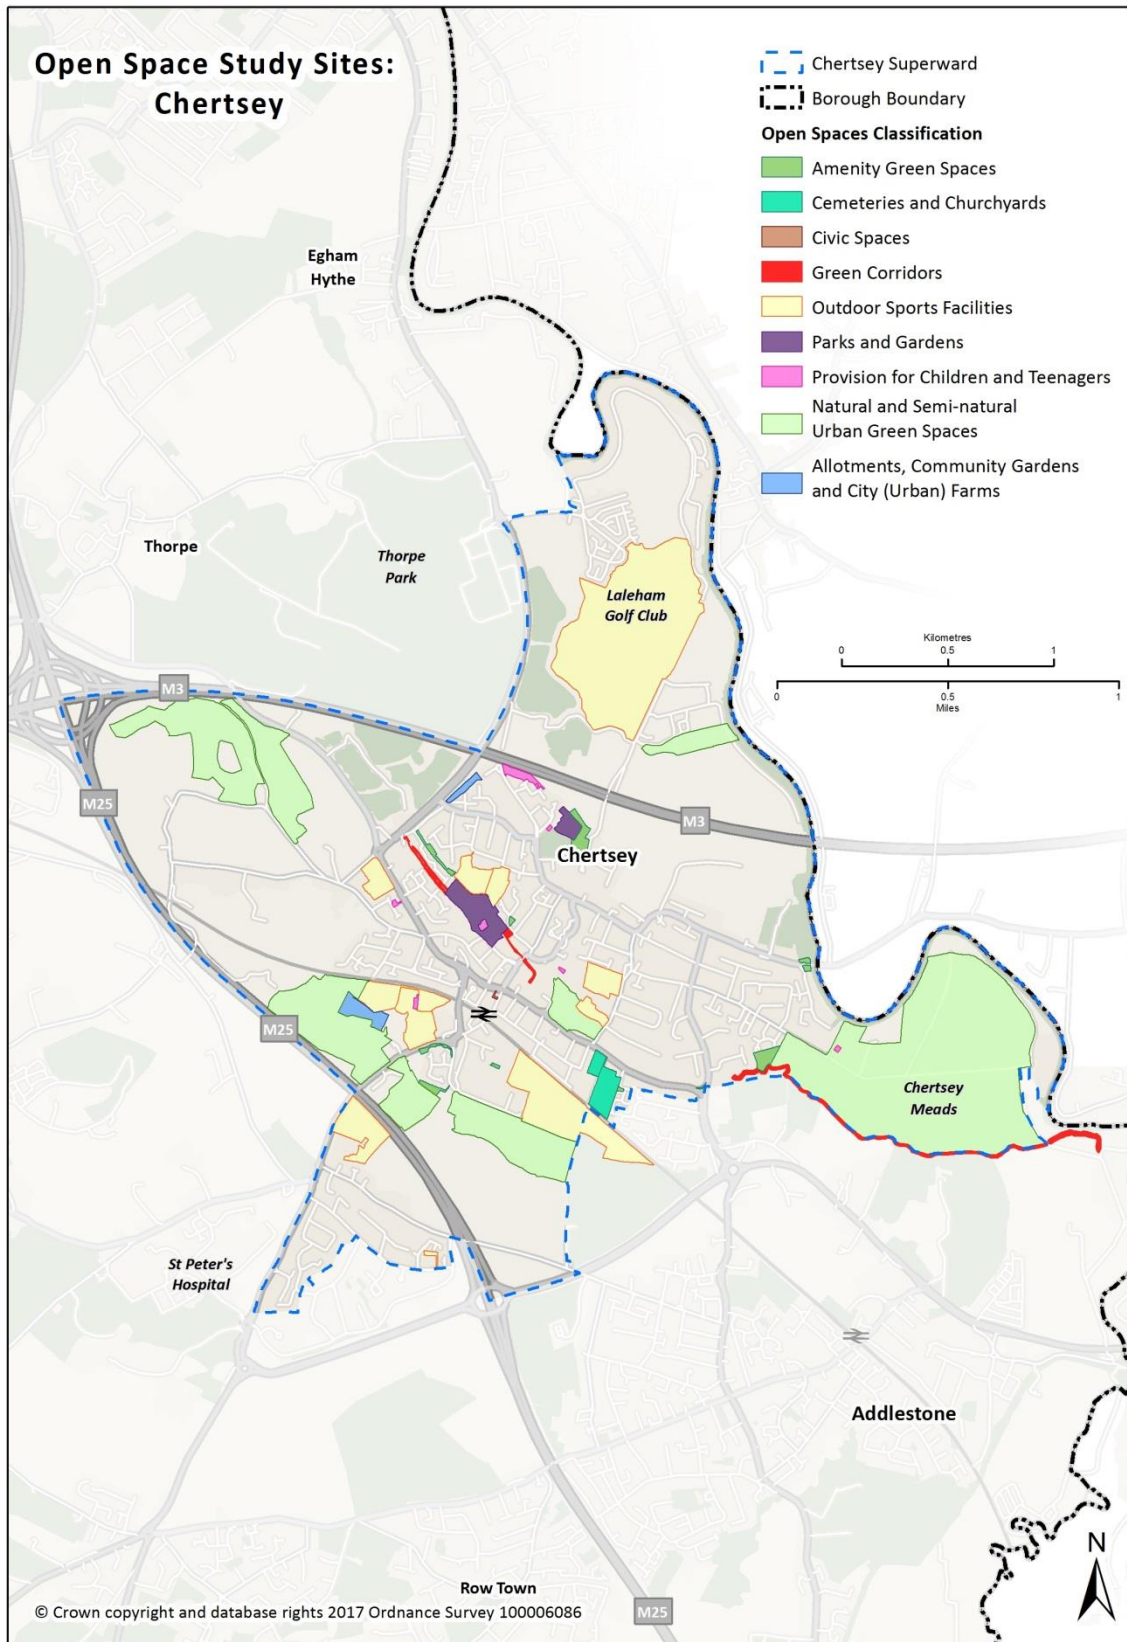 Open Space Study Sites:
Chertsey
Chertsey Superward
Borough Boundary
Open Spaces Classification
Amenity Green Spaces
Cemeteries and Churchyards
Civic Spaces
Green Corridors
Outdoor Sports Facilities
Parks and Gardens
Provision for Children and Teenagers
Natural and Semi-natural
Urban Green Spaces
Allotments, Community Gardens
and City (Urban) Farms
Egham
Hythe
Thorpe
Thorpe
Park
Laleham
Golf Club
Kilometres
0 0.5 1
0 0.5 1
Miles
M3
M25
M3
Chertsey
M25
Chertsey
Meads
St Peter's
Hospital
Addlestone
N
Row Town
© Crown copyright and database rights 2017 Ordnance Survey 100006086
M25